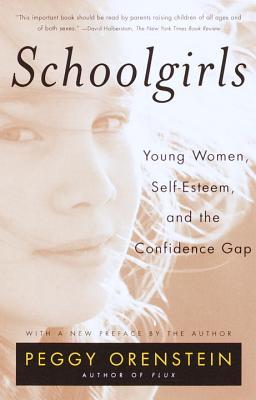 "This important book should be read by parents raising children of all ages and
of both sexes." —David Halberstam, The New York Times Book Review
Schoolgirls
Young Women,
Self-Esteem,
and the
Confidence Gap
WITH A NEW PREFACE BY THE AUTHOR
PEGGY ORENSTEIN
AUTHOR OF FLUX